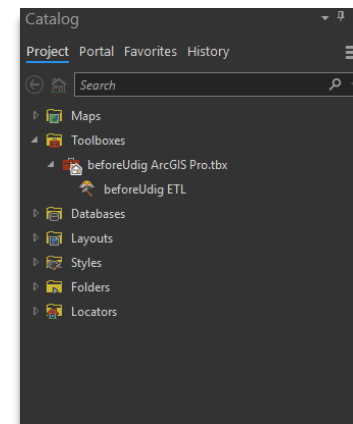 Catalog
Project Portal Favorites History
Search
Maps
Toolboxes
beforeUdig ArcGIS Pro.tbx
beforeUdig ETL
Databases
Layouts
Styles
Folders
Locators